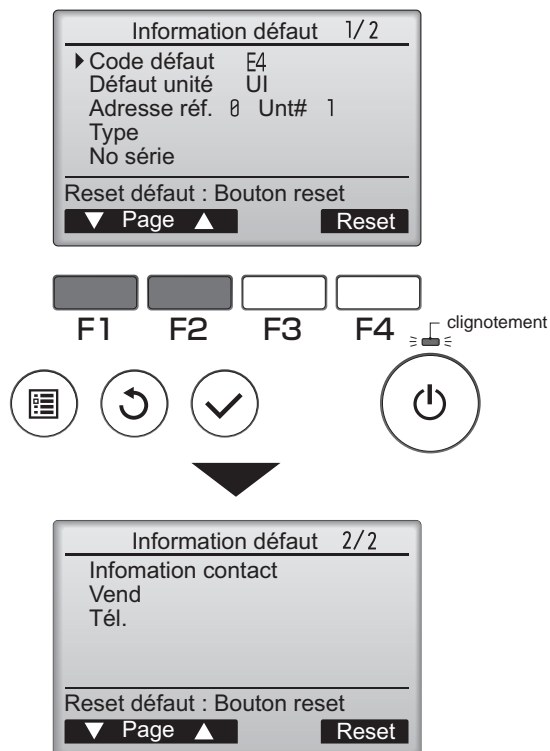 Information défaut 1/2
Code défaut E4
Défaut unité UI
Adresse réf. 0 Unt# 1
Type
No série
Reset défaut : Bouton reset
Page Reset
F1 F2 F3 F4
clignotement
Information défaut 2/2
Infomation contact
Vend
Tél.
Reset défaut : Bouton reset
Page Reset